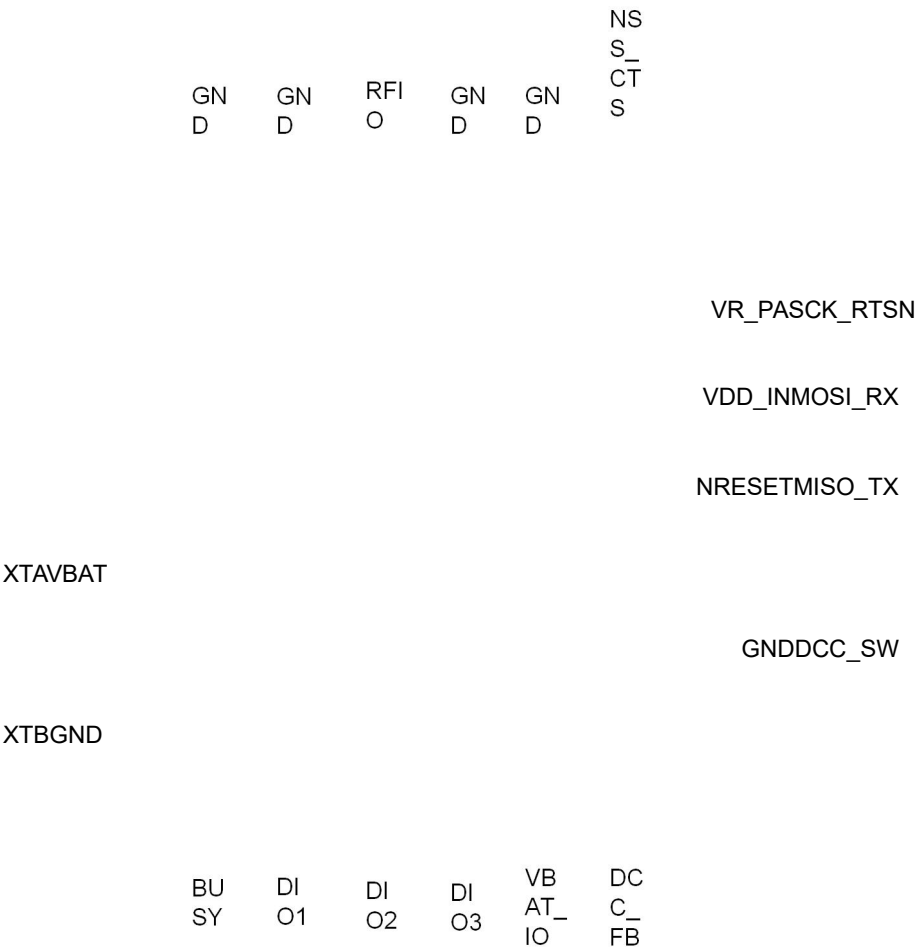 NS
S_
CT
S
GN
D
GN
D
RFI
O
GN
D
GN
D
VR_PASCK_RTSN
VDD_INMOSI_RX
NRESETMISO_TX
XTAVBAT
GNDDCC_SW
XTBGND
BU
SY
DI
O1
DI
O2
DI
O3
VB
AT_
IO
DC
C_
FB